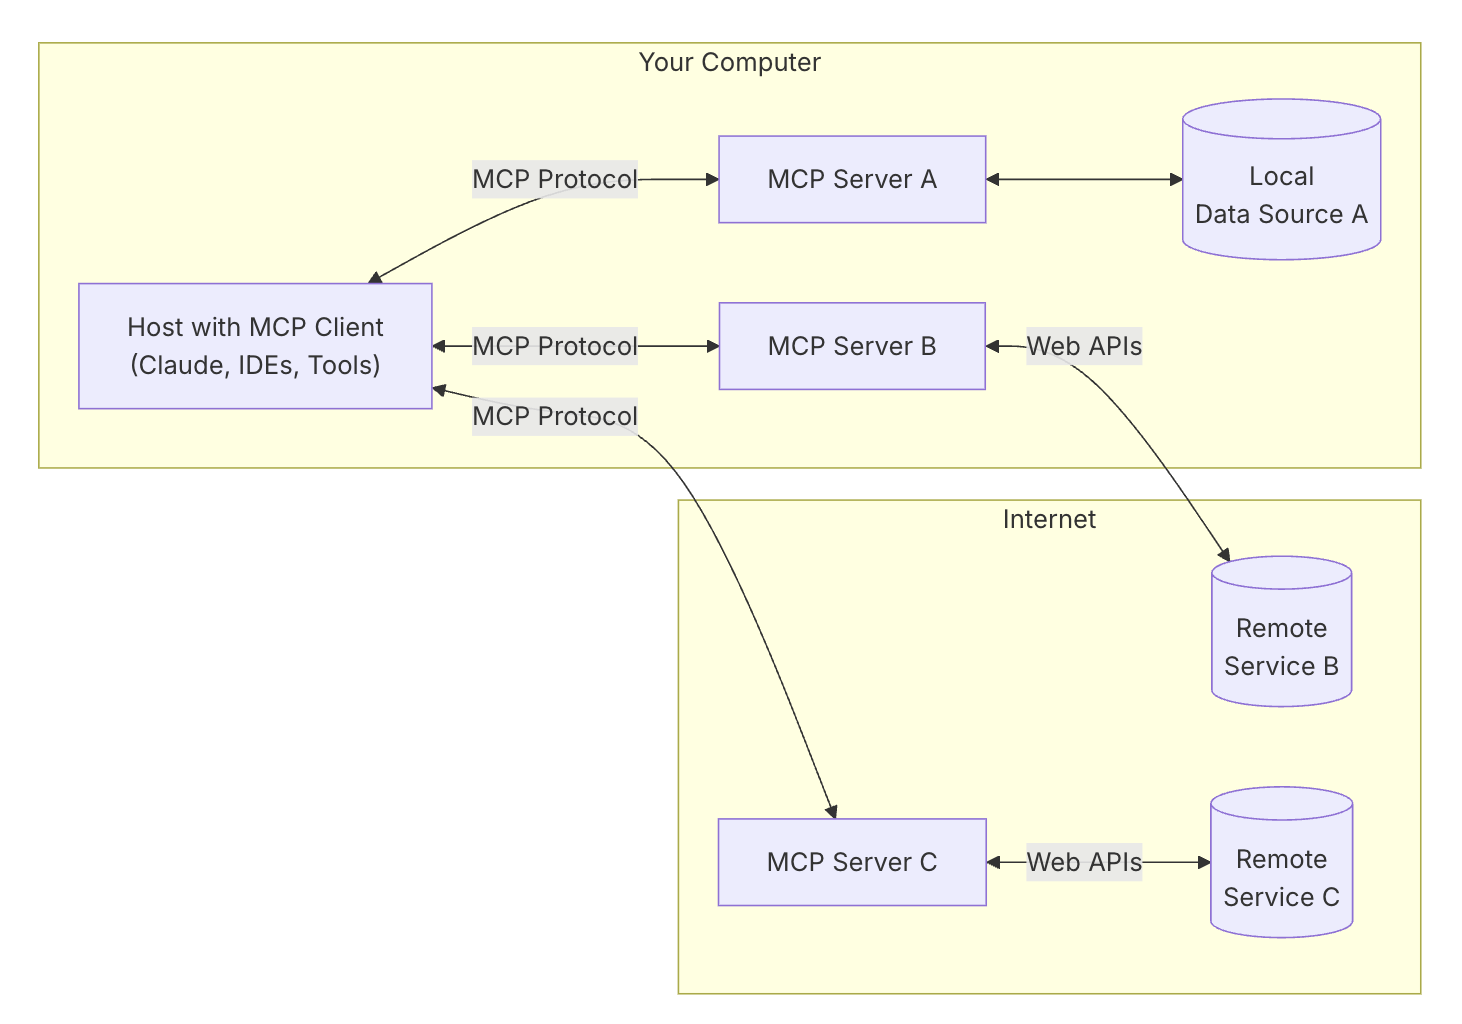 Your Computer
MCP Protocol
MCP Server A
Local
Data Source A
Host with MCP Client
(Claude, IDEs, Tools)
MCP Protocol
MCP Server B
Web APIs
MCP Protocol
Internet
Remote
Service B
MCP Server C
Web APIs
Remote
Service C